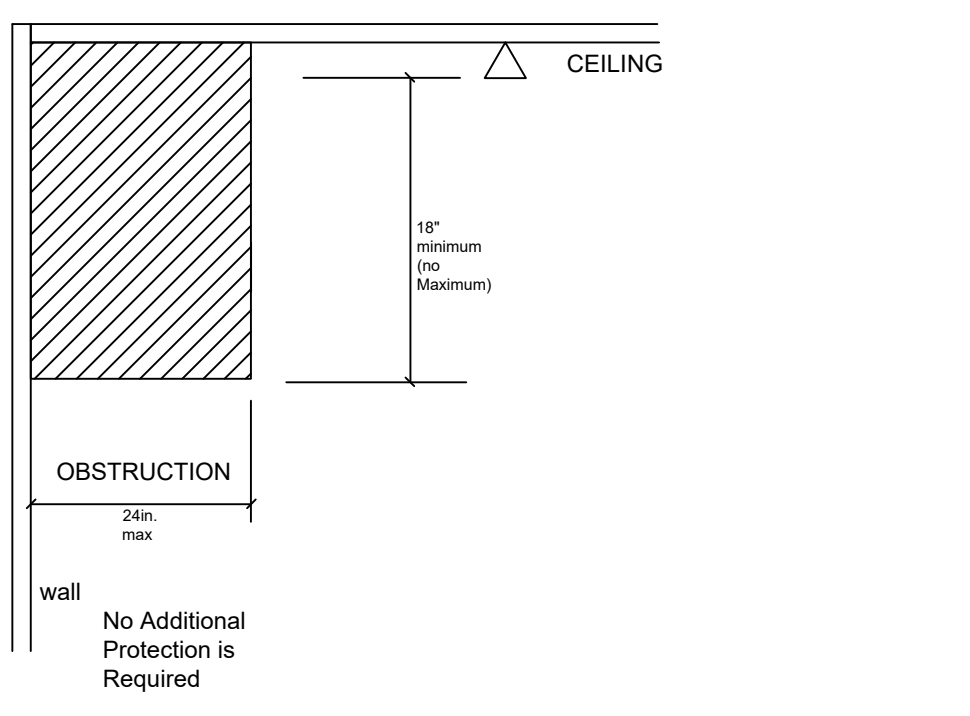 CEILING
18"
minimum
(no
Maximum)
OBSTRUCTION
24in.
max
wall
No Additional
Protection is
Required